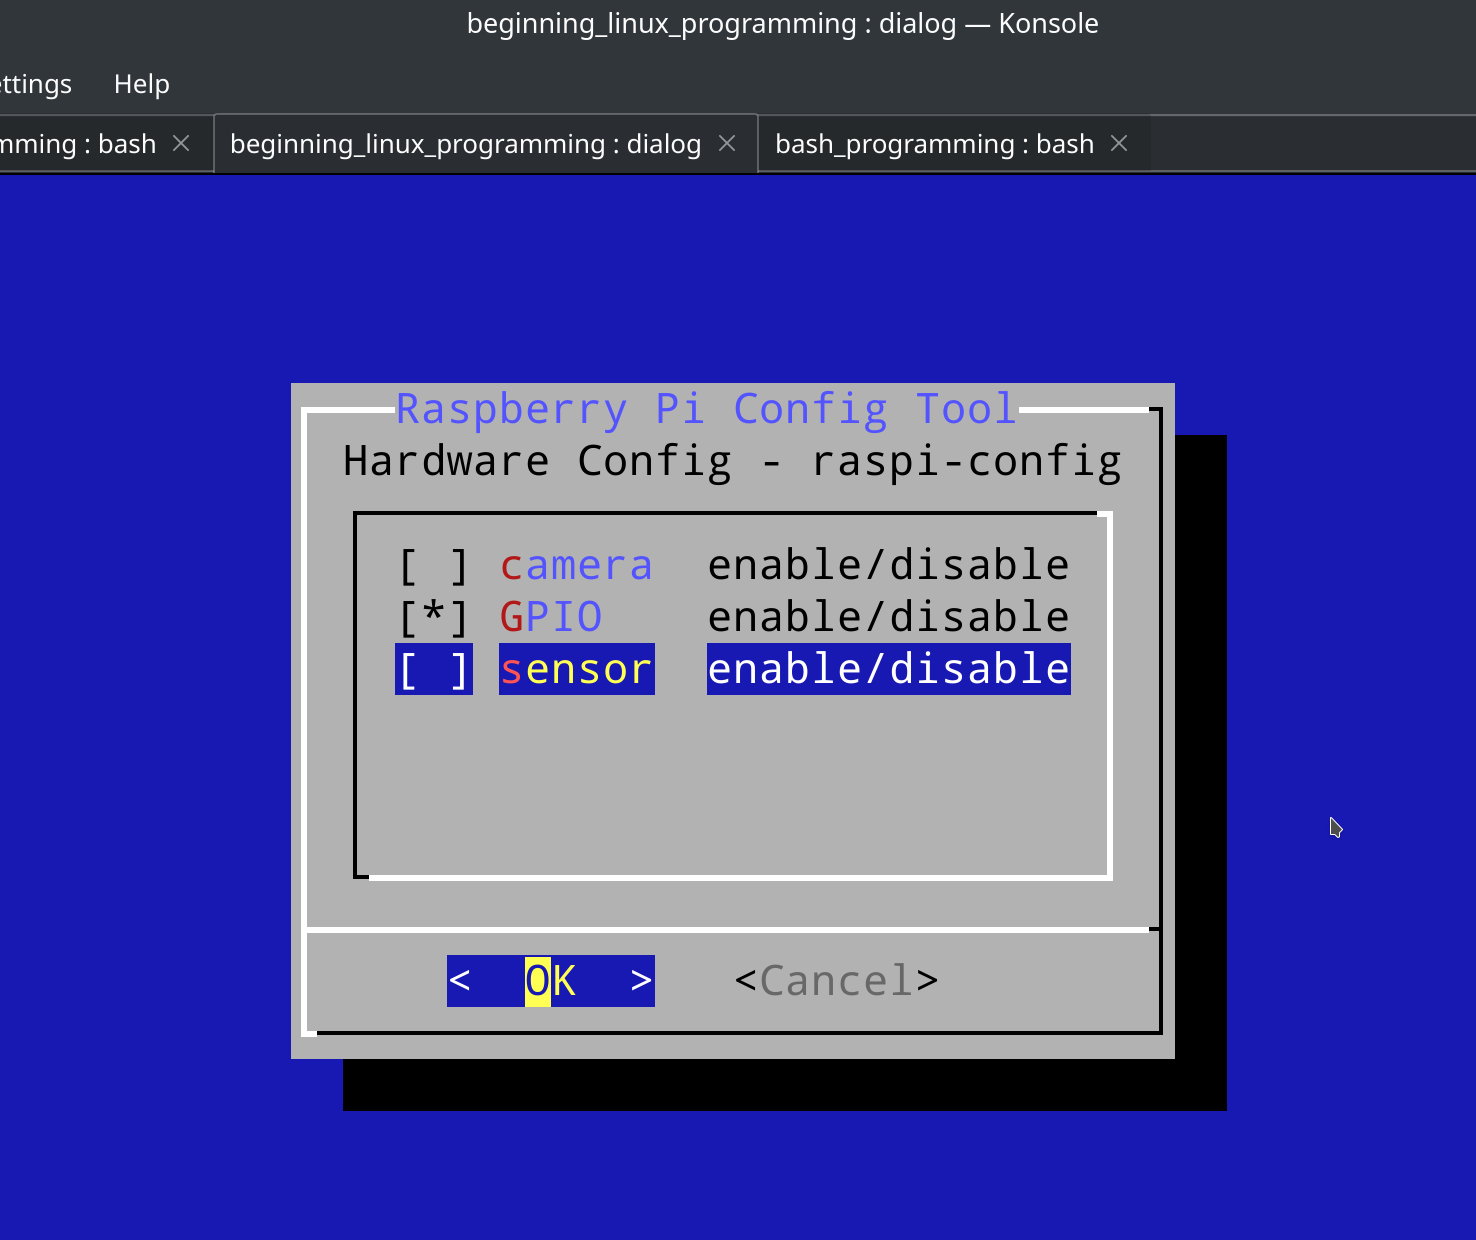 beginning_linux_programming : dialog — Konsole
ettings Help
mming : bash beginning_linux_programming : dialog bash_programming : bash
Raspberry Pi Config Tool
Hardware Config - raspi-config
[ ] camera enable/disable
[*] GPIO enable/disable
[ ] sensor enable/disable
< OK > <Cancel>